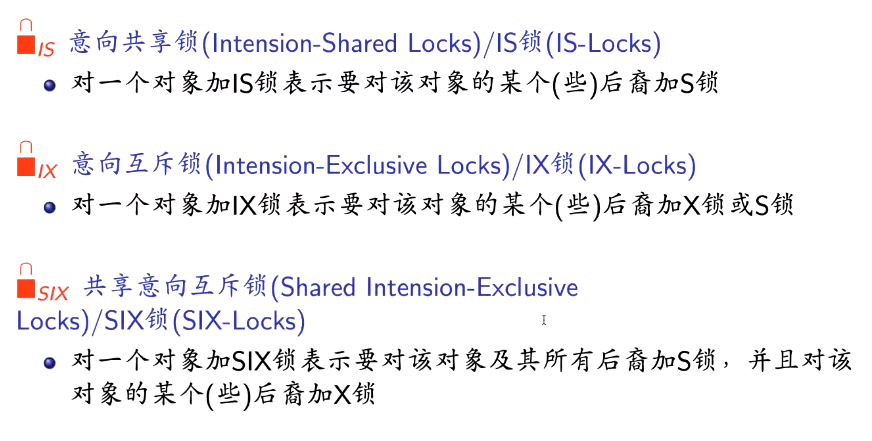 IS 意向共享锁(Intension-Shared Locks)/IS锁(IS-Locks)
对一个对象加IS锁表示要对该对象的某个(些)后裔加S锁
IX 意向互斥锁(Intension-Exclusive Locks)/IX锁(IX-Locks)
对一个对象加IX锁表示要对该对象的某个(些)后裔加X锁或S锁
SIX 共享意向互斥锁(Shared Intension-Exclusive
Locks)/SIX锁(SIX-Locks)
对一个对象加SIX锁表示要对该对象及其所有后裔加S锁，并且对该
对象的某个(些)后裔加X锁